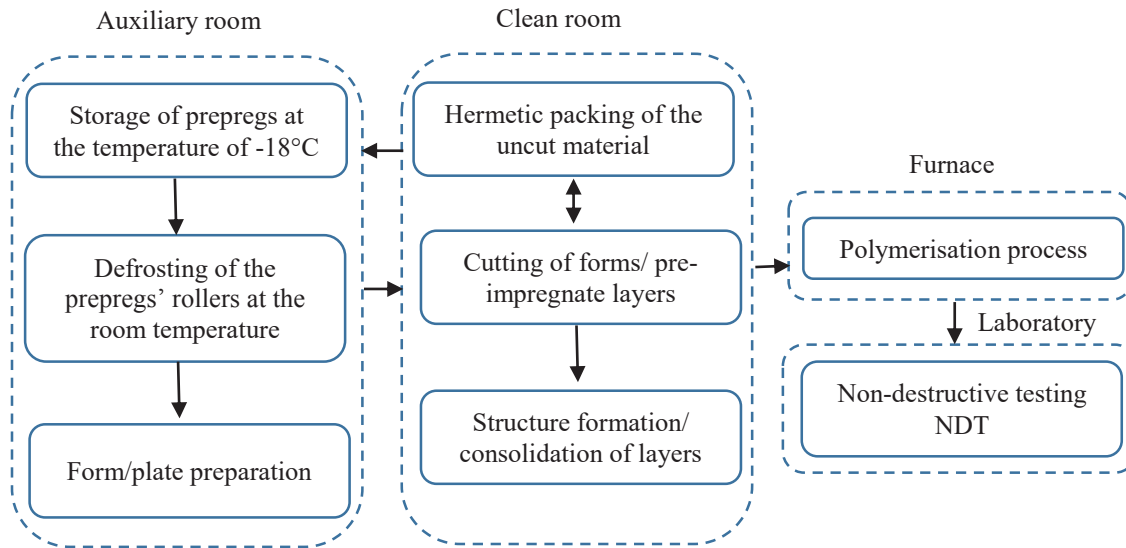 Auxiliary room
Storage of prepregs at
the temperature of -18°C
Defrosting of the
prepregs’ rollers at the
room temperature
Form/plate preparation
Clean room
Hermetic packing of the
uncut material
Cutting of forms/ pre-
impregnate layers
Structure formation/
consolidation of layers
Furnace
Polymerisation process
Laboratory
Non-destructive testing
NDT